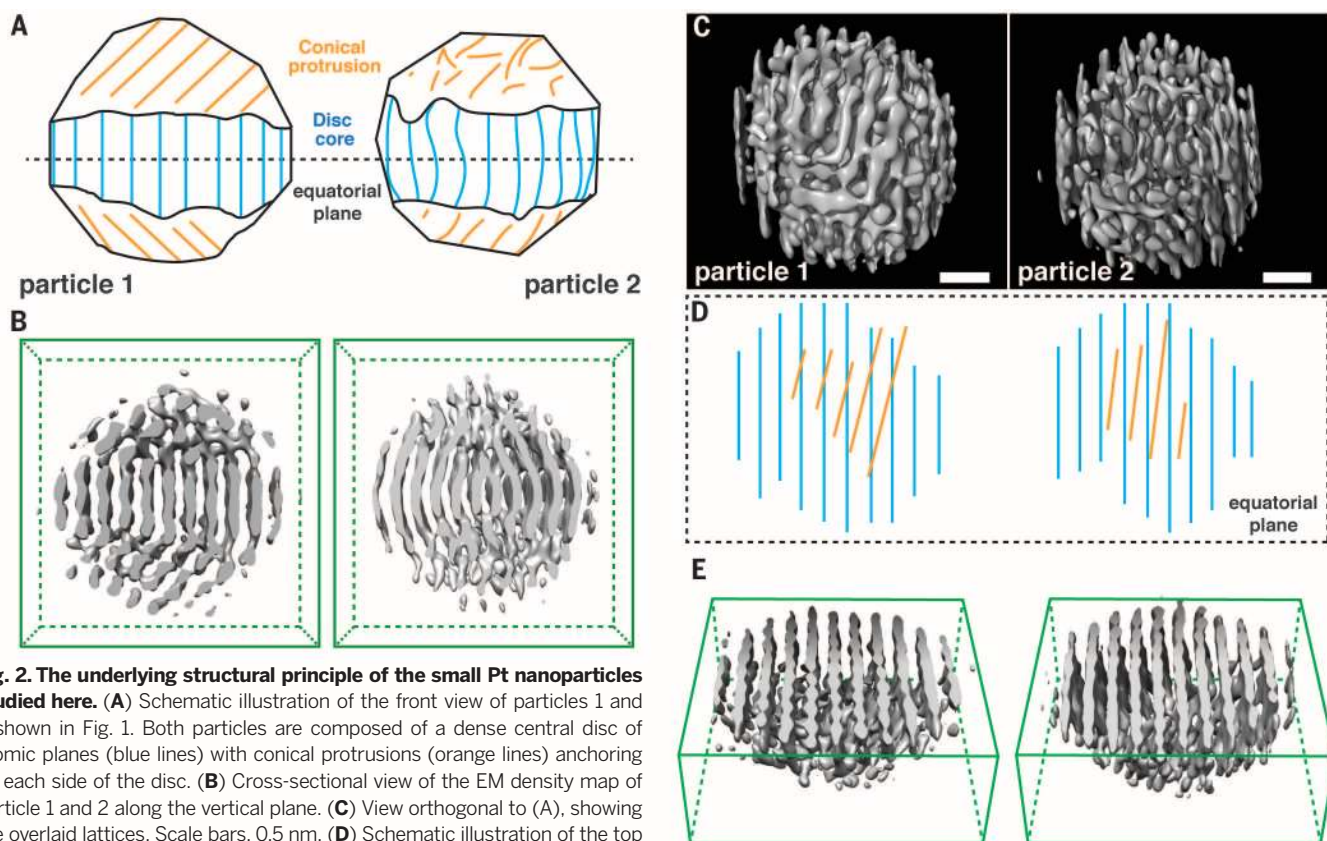 A
Conical
protrusion
Disc
core
equatorial
plane
particle 1
particle 2
B
C
particle 1
particle 2
D
equatorial
plane
E
g. 2. The underlying structural principle of the small Pt nanoparticles
udied here. (A) Schematic illustration of the front view of particles 1 and
shown in Fig. 1. Both particles are composed of a dense central disc of
omic planes (blue lines) with conical protrusions (orange lines) anchoring
each side of the disc. (B) Cross-sectional view of the EM density map of
rticle 1 and 2 along the vertical plane. (C) View orthogonal to (A), showing
e overlaid lattices. Scale bars, 0.5 nm. (D) Schematic illustration of the top